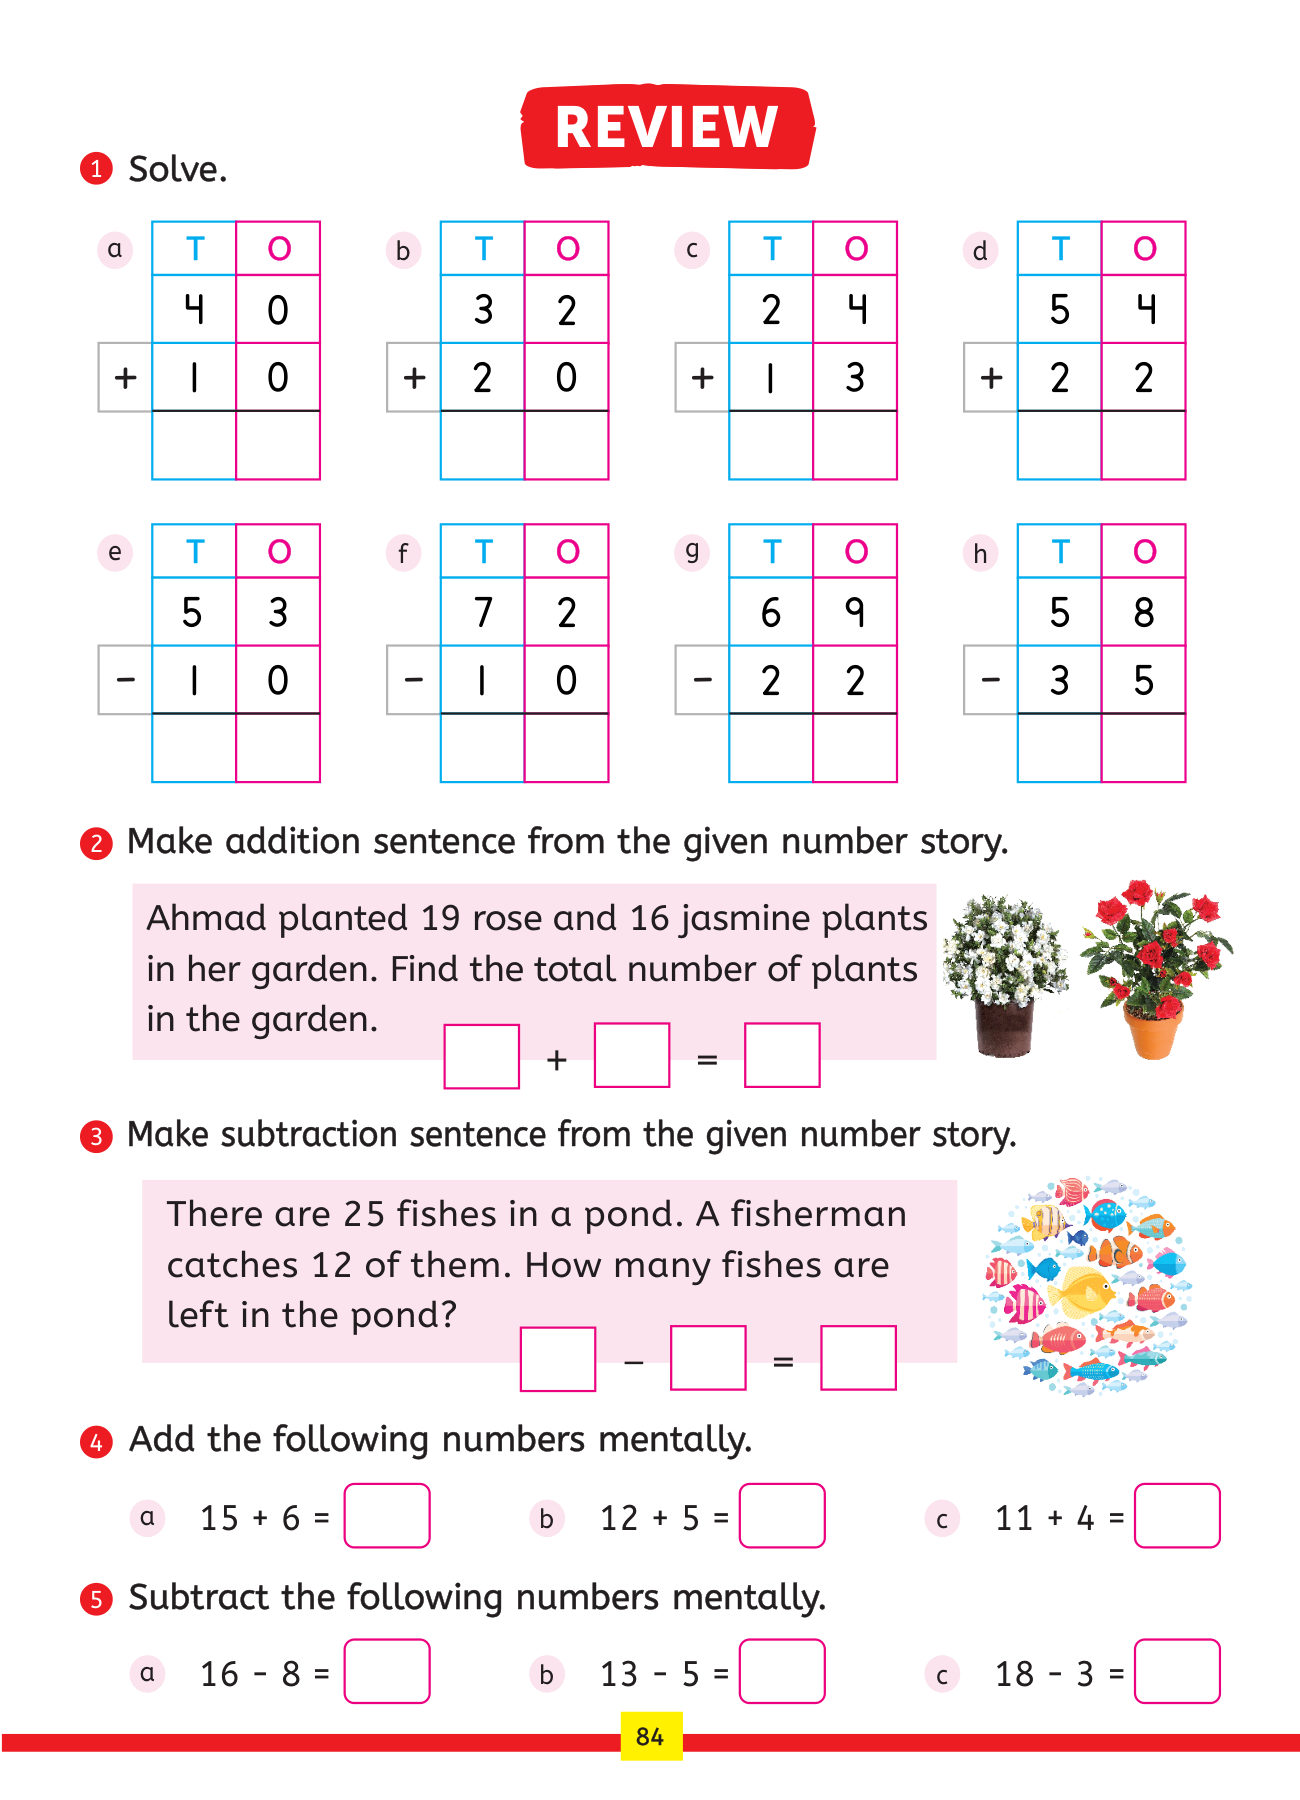 REVIEW
1 Solve.
a T O b T O c T O d T O
4 0 3 2 2 4 5 4
+ 1 0 + 2 0 + 1 3 + 2 2
e T O f T O g T O h T O
5 3 7 2 6 9 5 8
- 1 0 - 1 0 - 2 2 - 3 5
2 Make addition sentence from the given number story.
Ahmad planted 19 rose and 16 jasmine plants
in her garden. Find the total number of plants
in the garden.
+ =
3 Make subtraction sentence from the given number story.
There are 25 fishes in a pond. A fisherman
catches 12 of them. How many fishes are
left in the pond?
– =
4 Add the following numbers mentally.
a 15 + 6 = b 12 + 5 = c 11 + 4 =
5 Subtract the following numbers mentally.
a 16 - 8 = b 13 - 5 = c 18 - 3 =
84